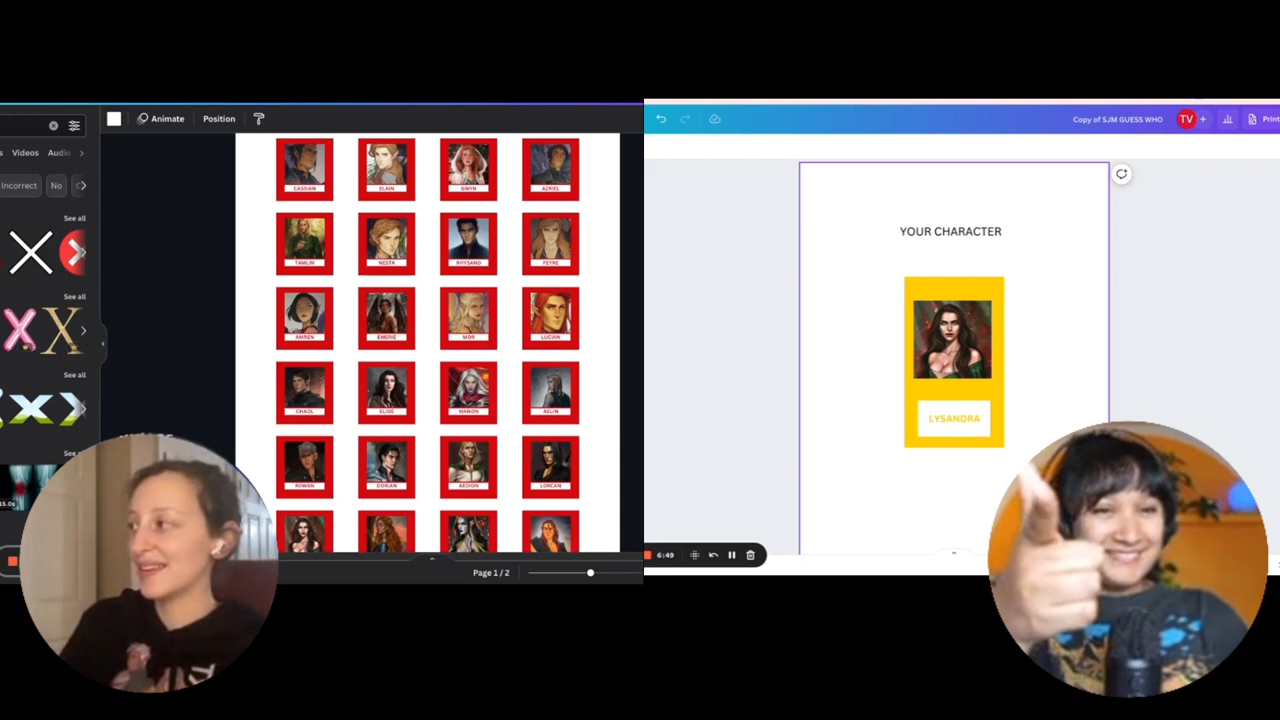 Animate
Position
Videos
Audio
Incorrect
No
See all
See all
See all
CASSIAN
ELAIN
GWYN
AZRIEL
TAMLIN
NESTA
RHYSAND
FEYRE
AMREN
EMERIE
MOR
LUCIAN
CHAOL
ELIDE
MANON
AELIN
ROWAN
DORIAN
AEDION
LORCAN
Page 1 / 2
Copy of SJM GUESS WHO
TV
+
Print
YOUR CHARACTER
LYSANDRA
6:49